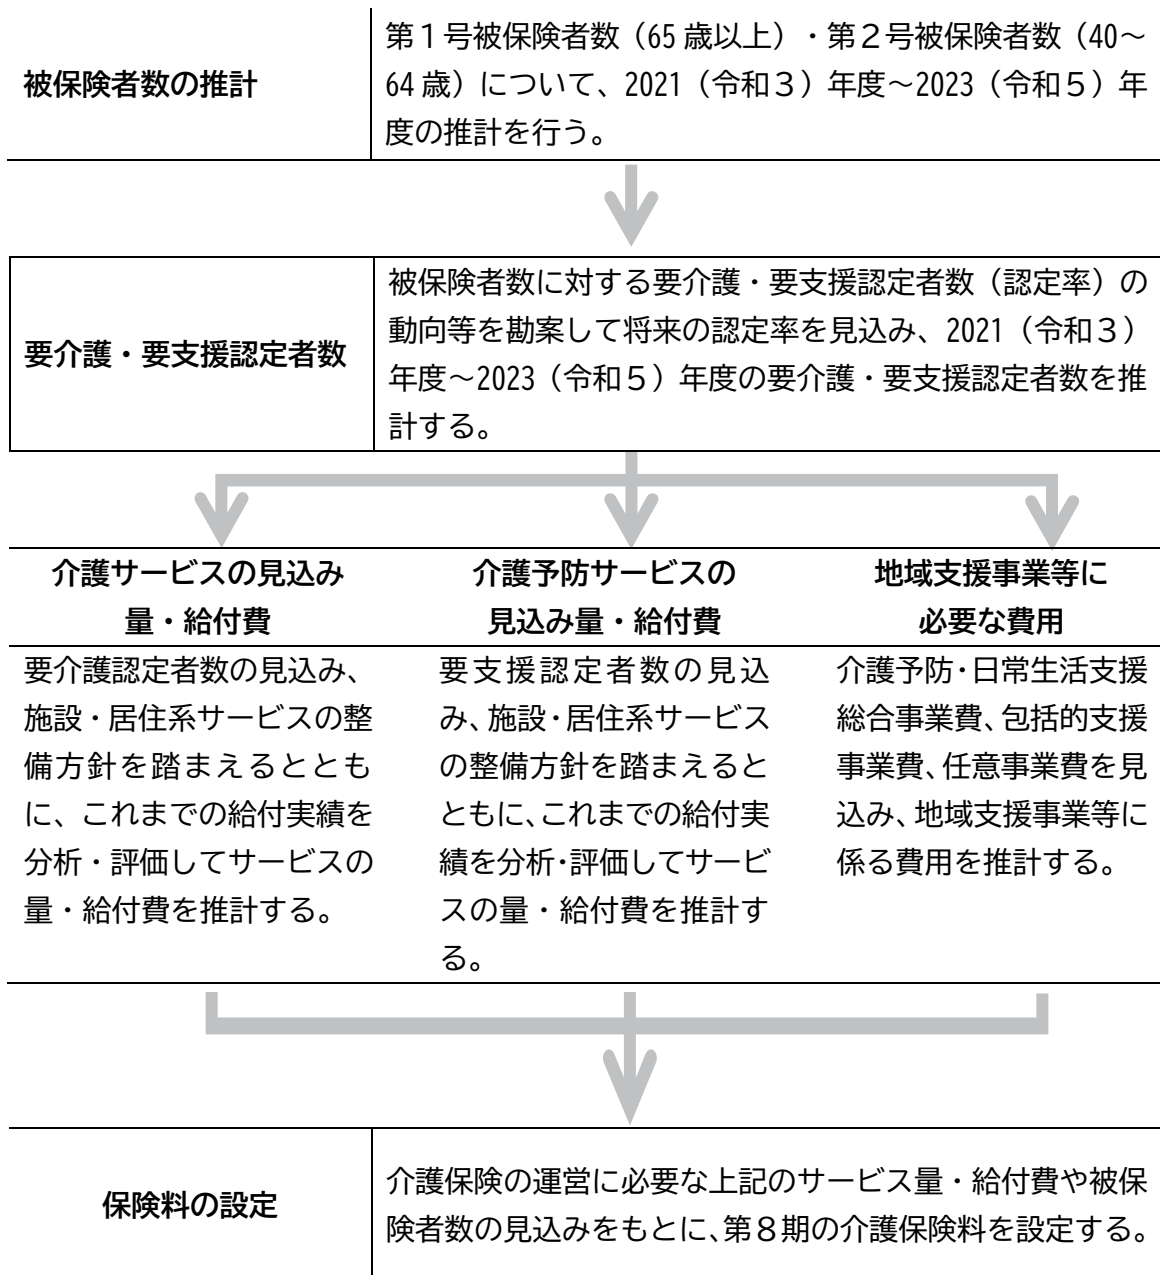 被保険者数の推計
第１号被保険者数（65 歳以上）・第２号被保険者数（40～
64 歳）について、2021（令和３）年度～2023（令和５）年
度の推計を行う。
要介護・要支援認定者数
被保険者数に対する要介護・要支援認定者数（認定率）の
動向等を勘案して将来の認定率を見込み、2021（令和３）
年度～2023（令和５）年度の要介護・要支援認定者数を推
計する。
介護サービスの見込み
量・給付費
要介護認定者数の見込み、
施設・居住系サービスの整
備方針を踏まえるととも
に、これまでの給付実績を
分析・評価してサービスの
量・給付費を推計する。
介護予防サービスの
見込み量・給付費
要支援認定者数の見込
み、施設・居住系サービス
の整備方針を踏まえると
ともに、これまでの給付実
績を分析・評価してサービ
スの量・給付費を推計す
る。
地域支援事業等に
必要な費用
介護予防・日常生活支援
総合事業費、包括的支援
事業費、任意事業費を見
込み、地域支援事業等に
係る費用を推計する。
保険料の設定
介護保険の運営に必要な上記のサービス量・給付費や被保
険者数の見込みをもとに、第８期の介護保険料を設定する。